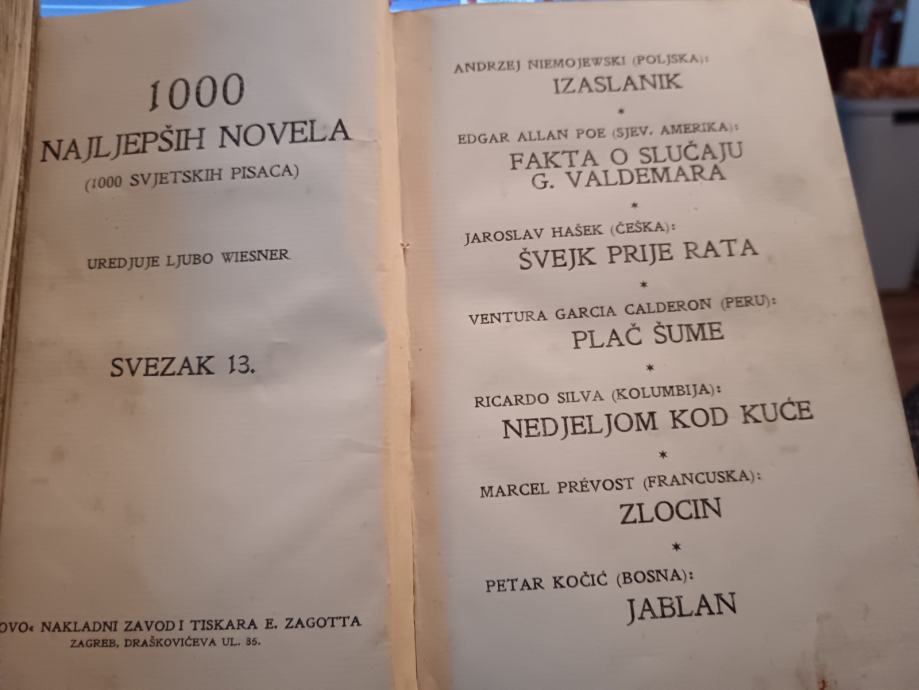 1000
NAJLJEPŠIH NOVELA
(1000 SVJETSKIH PISACA)
UREDJUJE LJUBO WIESNER
SVEZAK 13.
NAKLADNI ZAVOD I TISKARA E. ZAGOTTA
ZAGREB, DRAŠKOVIĆEVA UL. 35.
ANDRZEJ NIEMOJEWSKI (POLJSKA):
IZASLANIK
*
EDGAR ALLAN POE (SJEV. AMERIKA):
FAKTA O SLUČAJU
G. VALDEMARA
*
JAROSLAV HAŠEK (ČEŠKA):
ŠVEJK PRIJE RATA
*
VENTURA GARCIA CALDERON (PERU):
PLAČ ŠUME
*
RICARDO SILVA (KOLUMBIJA):
NEDJELJOM KOD KUĆE
*
MARCEL PRÉVOST (FRANCUSKA):
ZLOCIN
*
PETAR KOČIĆ (BOSNA):
JABLAN